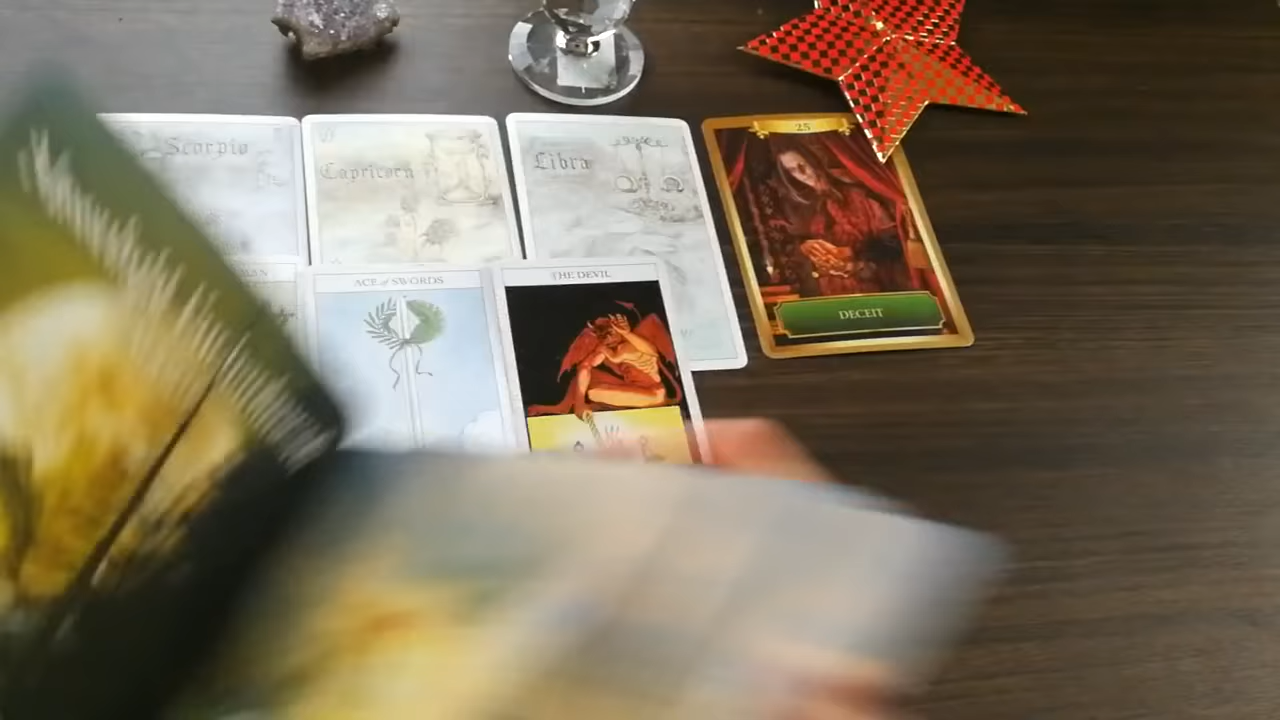 Scorpio
Capricorn
Libra
25
DECEIT
ACE of SWORDS
THE DEVIL